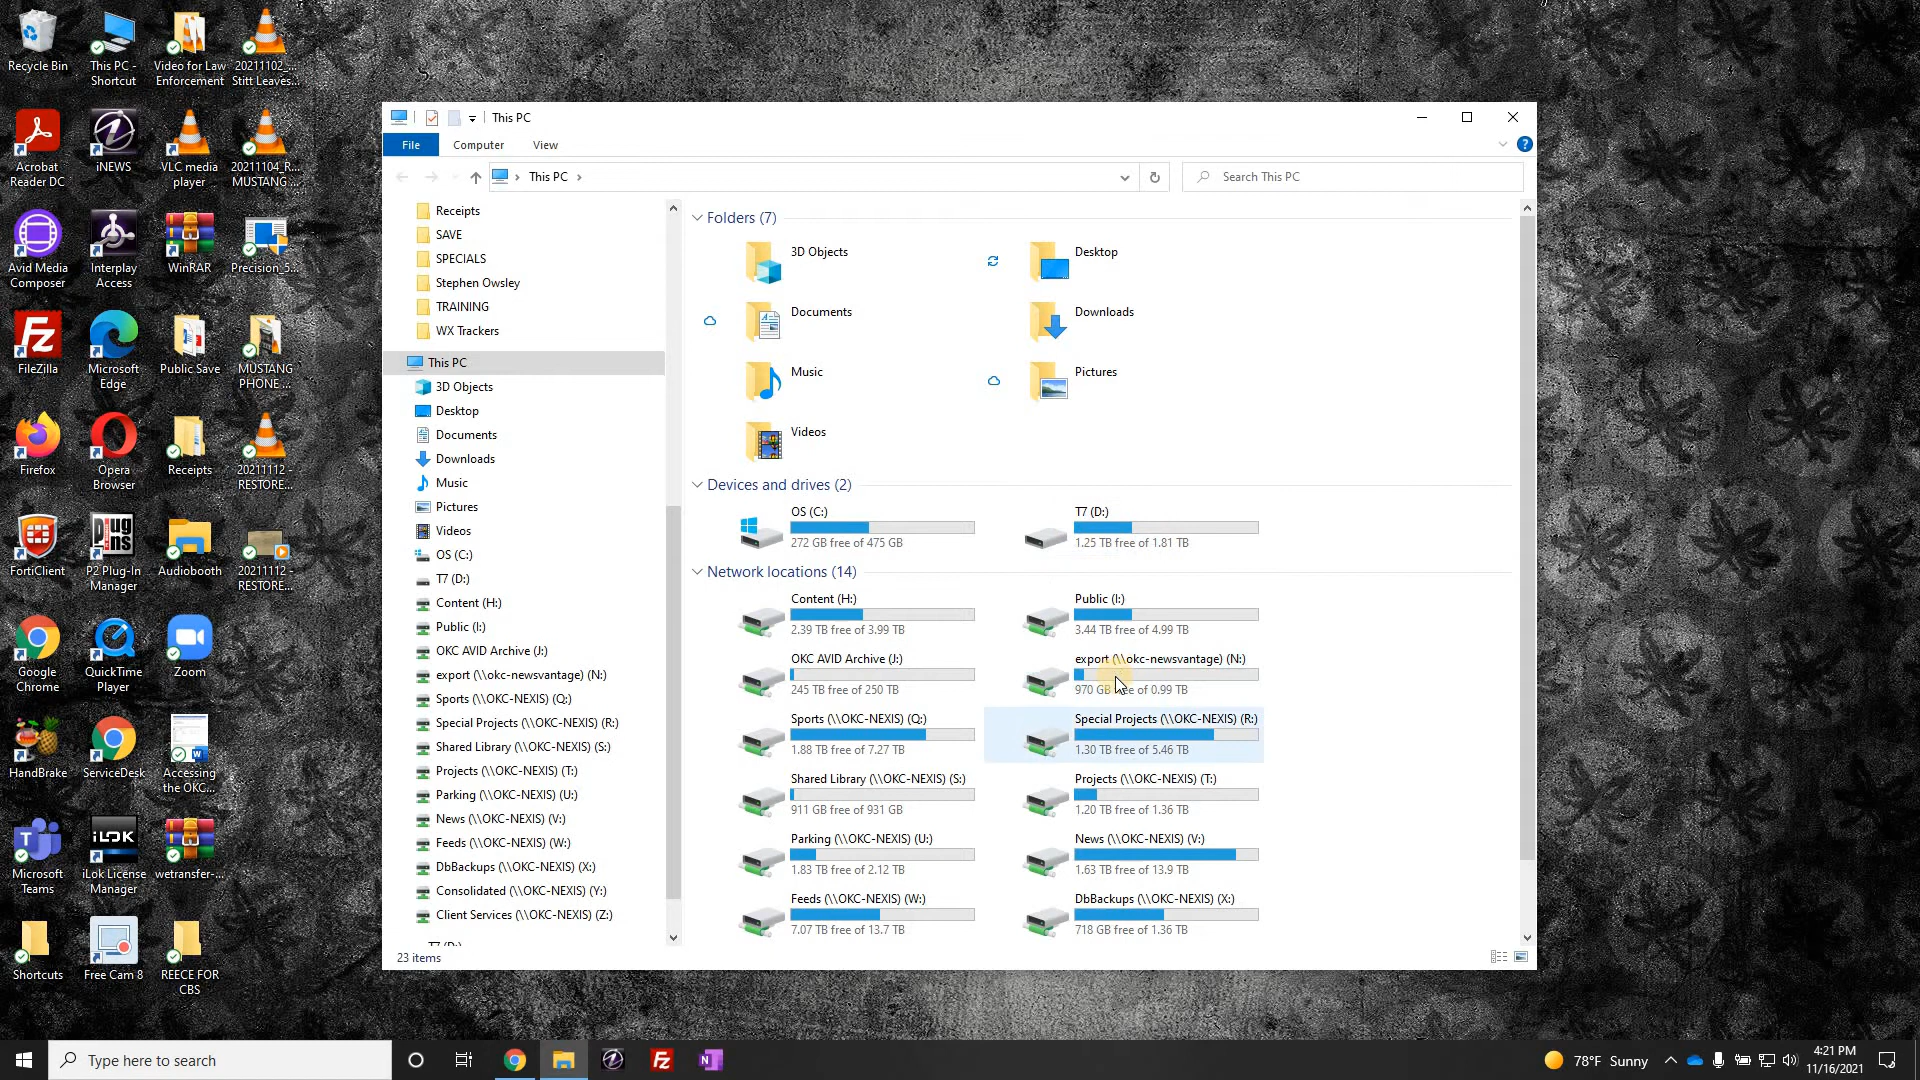 Recycle Bin
This PC -
Shortcut
Video for Law
Enforcement
20211102_...
Stitt Leaves...
Acrobat
Reader DC
iNEWS
VLC media
player
20211104_R...
MUSTANG ...
Avid Media
Composer
Interplay
Access
WinRAR
Precision_5...
FileZilla
Microsoft
Edge
Public Save
MUSTANG
PHONE ...
Firefox
Opera
Browser
Receipts
20211112 -
RESTORE...
FortiClient
P2 Plug-In
Manager
Audiobooth
20211112 -
RESTORE...
Google
Chrome
QuickTime
Player
Zoom
HandBrake
ServiceDesk
Accessing
the OKC...
Microsoft
Teams
iLOK
iLok License
Manager
wetransfer-...
Shortcuts
Free Cam 8
REECE FOR
CBS
This PC
File
Computer
View
This PC
Search This PC
Receipts
SAVE
SPECIALS
Stephen Owsley
TRAINING
WX Trackers
This PC
3D Objects
Desktop
Documents
Downloads
Music
Pictures
Videos
OS (C:)
T7 (D:)
Content (H:)
Public (I:)
OKC AVID Archive (J:)
export (\\okc-newsvantage) (N:)
Sports (\\OKC-NEXIS) (Q:)
Special Projects (\\OKC-NEXIS) (R:)
Shared Library (\\OKC-NEXIS) (S:)
Projects (\\OKC-NEXIS) (T:)
Parking (\\OKC-NEXIS) (U:)
News (\\OKC-NEXIS) (V:)
Feeds (\\OKC-NEXIS) (W:)
DbBackups (\\OKC-NEXIS) (X:)
Consolidated (\\OKC-NEXIS) (Y:)
Client Services (\\OKC-NEXIS) (Z:)
T7 (D:)
Folders (7)
3D Objects
Desktop
Documents
Downloads
Music
Pictures
Videos
Devices and drives (2)
OS (C:)
272 GB free of 475 GB
T7 (D:)
1.25 TB free of 1.81 TB
Network locations (14)
Content (H:)
2.39 TB free of 3.99 TB
Public (I:)
3.44 TB free of 4.99 TB
OKC AVID Archive (J:)
245 TB free of 250 TB
export (\\okc-newsvantage) (N:)
970 GB free of 0.99 TB
Sports (\\OKC-NEXIS) (Q:)
1.88 TB free of 7.27 TB
Special Projects (\\OKC-NEXIS) (R:)
1.30 TB free of 5.46 TB
Shared Library (\\OKC-NEXIS) (S:)
911 GB free of 931 GB
Projects (\\OKC-NEXIS) (T:)
1.20 TB free of 1.36 TB
Parking (\\OKC-NEXIS) (U:)
1.83 TB free of 2.12 TB
News (\\OKC-NEXIS) (V:)
1.63 TB free of 13.9 TB
Feeds (\\OKC-NEXIS) (W:)
7.07 TB free of 13.7 TB
DbBackups (\\OKC-NEXIS) (X:)
718 GB free of 1.36 TB
23 items
Type here to search
78°F Sunny
4:21 PM
11/16/2021